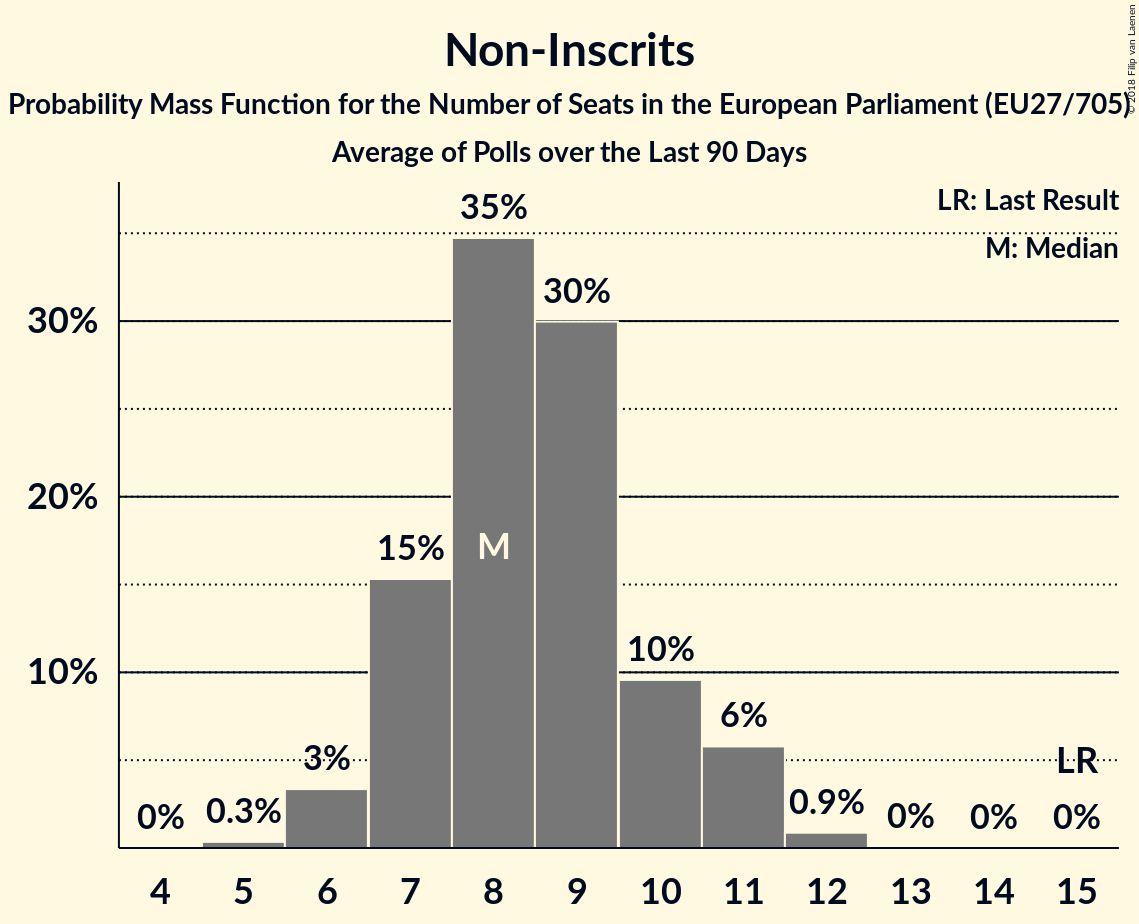 Non-Inscrits
Probability Mass Function for the Number of Seats in the European Parliament (EU27/705)
Average of Polls over the Last 90 Days
© 2018 Filip van Laenen
LR: Last Result
M: Median
35%
30%
30%
20%
M
15%
10%
10%
6%
3%
LR
0%
0.3%
0.9%
0%
0%
0%
4 5 6 7 8 9 10 11 12 13 14 15